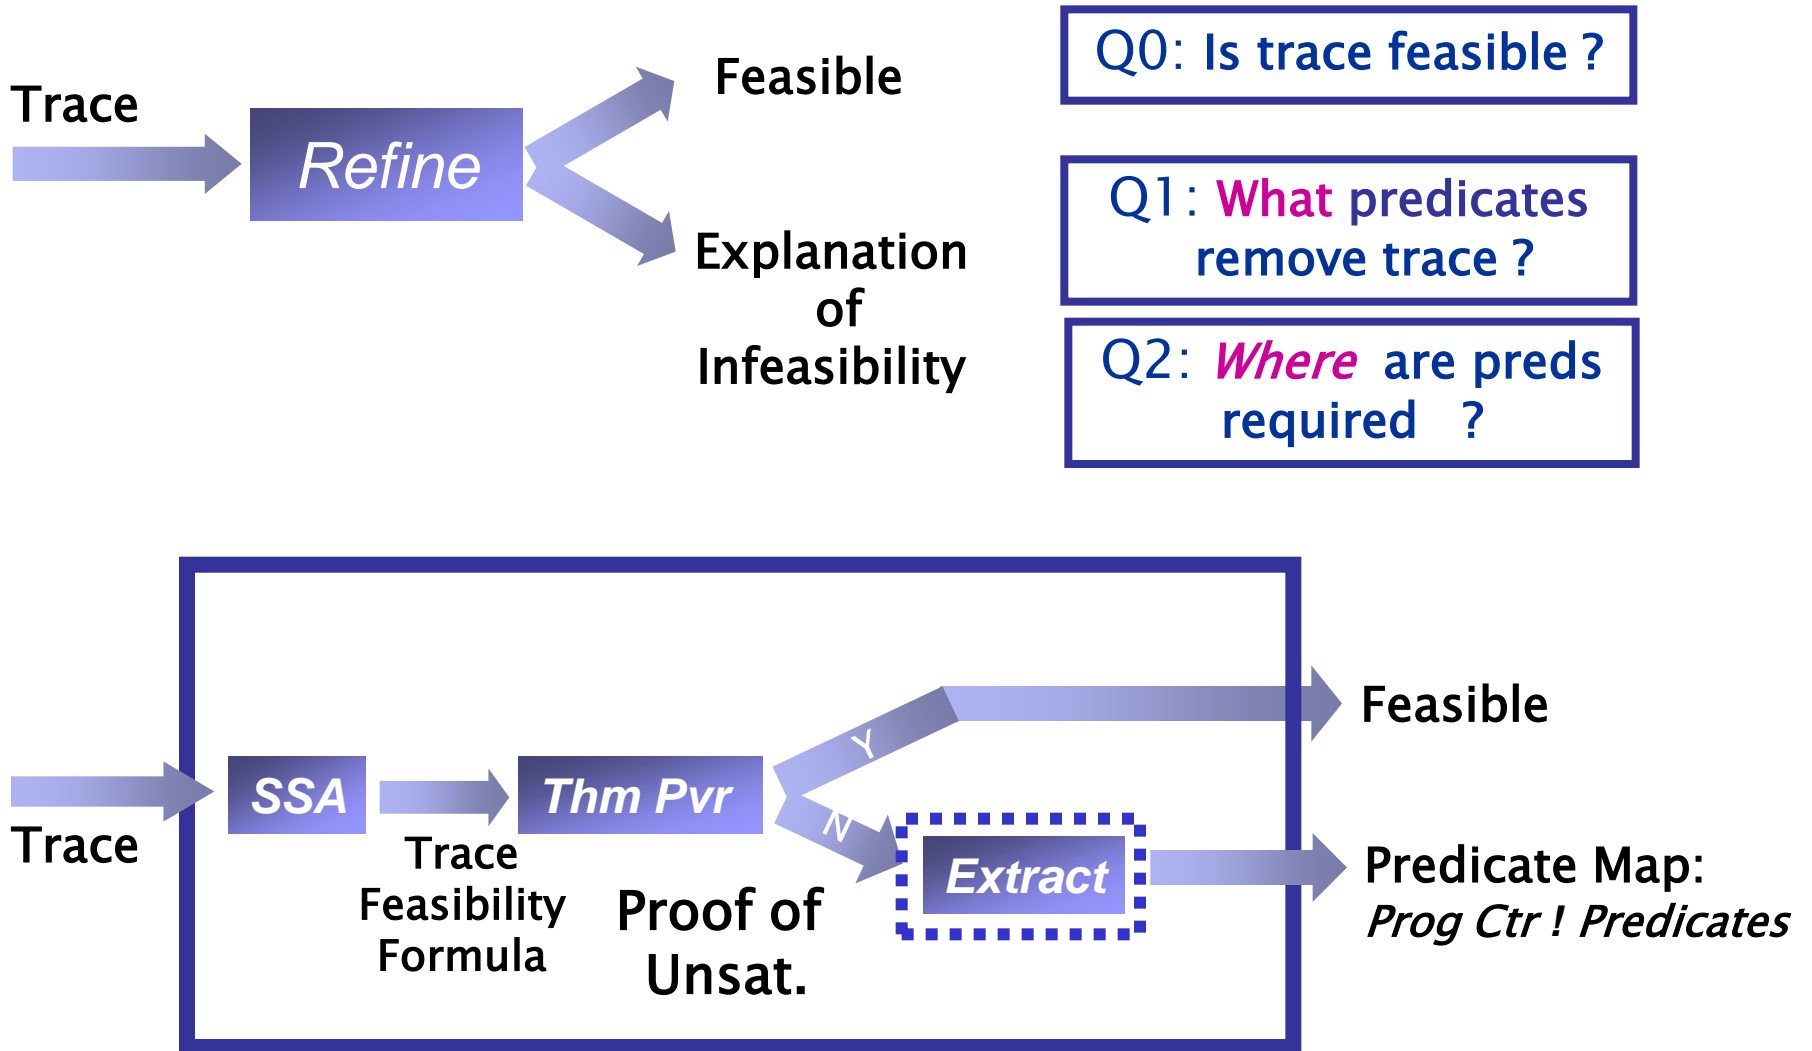 Trace
Refine
Feasible
Explanation
of
Infeasibility
Q0: Is trace feasible ?
Q1: What predicates
remove trace ?
Q2: Where are preds
required ?
Trace
SSA
Trace
Feasibility
Formula
Thm Pvr
Y
N
Proof of
Unsat.
Extract
Feasible
Predicate Map:
Prog Ctr ! Predicates